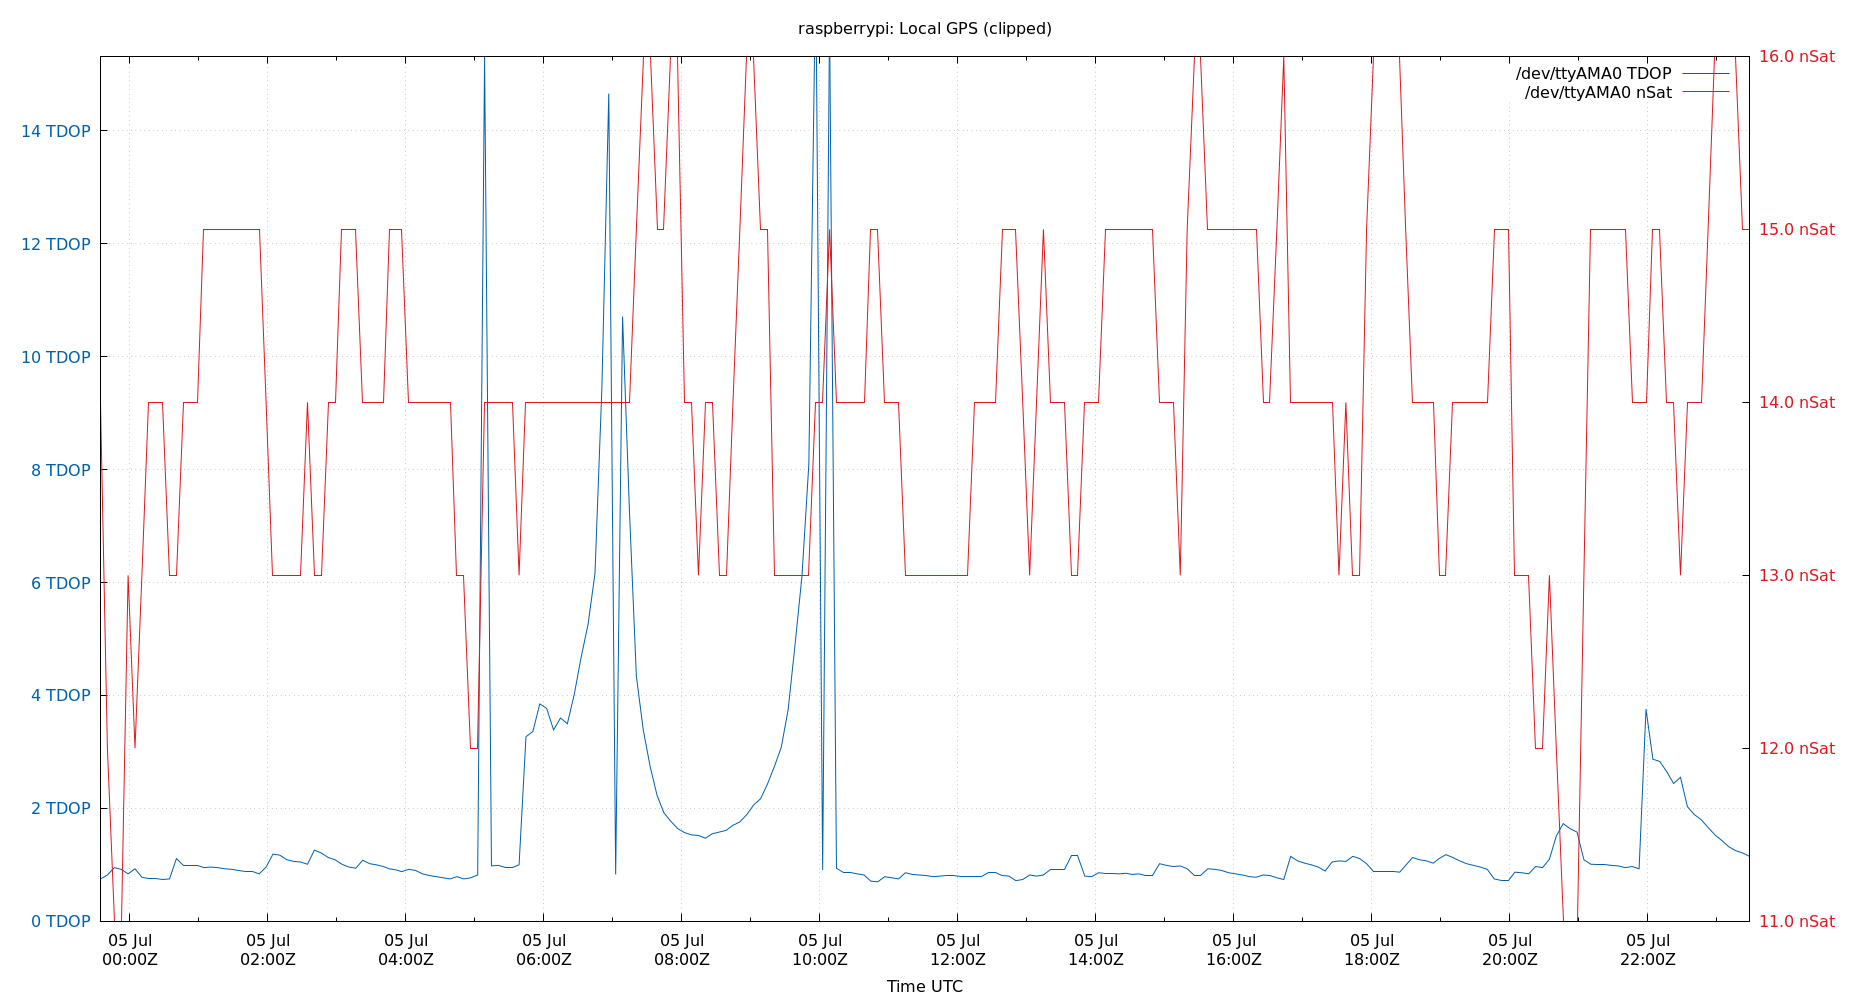 raspberrypi: Local GPS (clipped)
16.0 nSat
/dev/ttyAMA0 TDOP
/dev/ttyAMA0 nSat
14 TDOP
15.0 nSat
12 TDOP
10 TDOP
14.0 nSat
8 TDOP
13.0 nSat
6 TDOP
4 TDOP
12.0 nSat
2 TDOP
0 TDOP
11.0 nSat
05 Jul 05 Jul 05 Jul 05 Jul 05 Jul 05 Jul 05 Jul 05 Jul 05 Jul 05 Jul 05 Jul 05 Jul
00:00Z 02:00Z 04:00Z 06:00Z 08:00Z 10:00Z 12:00Z 14:00Z 16:00Z 18:00Z 20:00Z 22:00Z
Time UTC